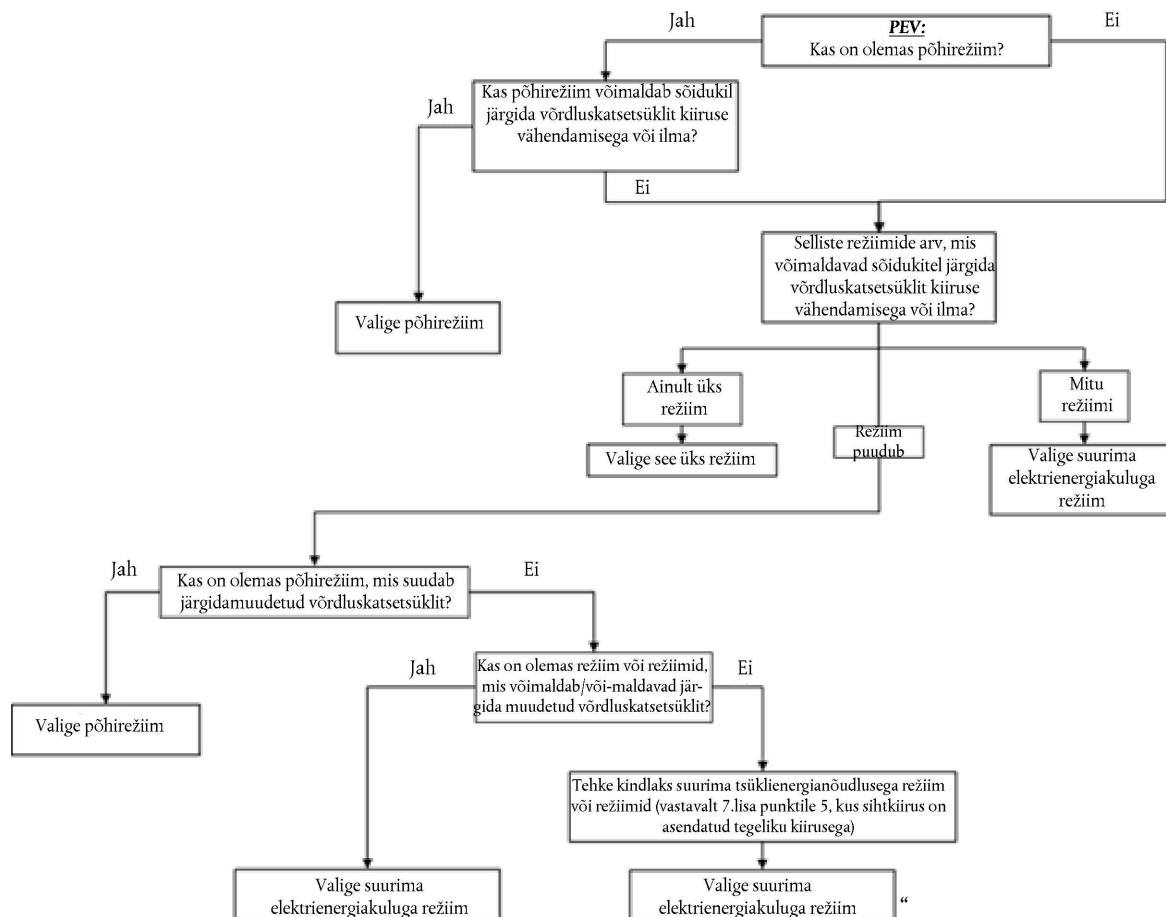 Jah
PEV:
Ei
Kas on olemas põhirežiim?
Jah
Kas põhirežiim võimaldab sõidukil
järgida võrdluskatsetsüklit kiiruse
vähendamisega või ilma?
Ei
Selliste režiimide arv, mis
võimaldavad sõidukitel järgida
võrdluskatsetsüklit kiiruse
vähendamisega või ilma?
Valige põhirežiim
Ainult üks
režiim
Režiim
puudub
Mitu
režiimi
Valige see üks režiim
Valige suurima
elektrienergiakuluga
režiim
Jah
Kas on olemas põhirežiim, mis suudab
järgidamuudetud võrdluskatsetsüklit?
Ei
Jah
Kas on olemas režiim või režiimid,
mis võimaldab/või-maldavad jär-
gida muudetud võrdluskatsetsüklit?
Ei
Valige põhirežiim
Tehke kindlaks suurima tsüklienergianõudlusega režiim
või režiimid (vastavalt 7.lisa punktile 5, kus sihtkiirus on
asendatud tegeliku kiirusega)
Valige suurima
elektrienergiakuluga režiim
Valige suurima
elektrienergiakuluga režiim
“